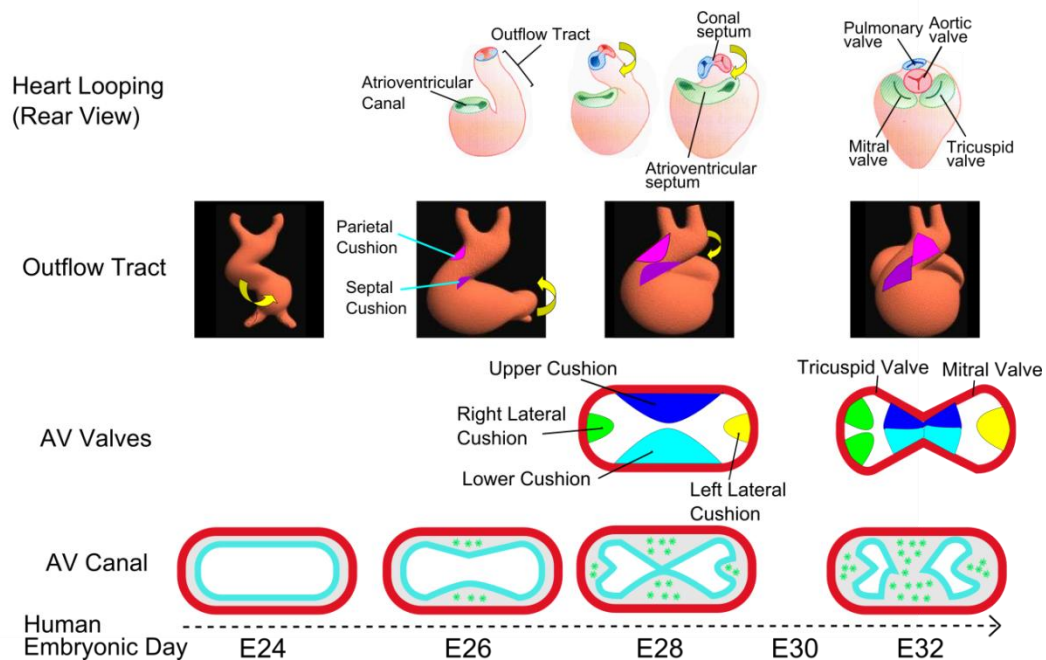 Heart Looping
(Rear View)
Outflow Tract
Atrioventricular
Canal
Conal
septum
Atrioventricular
septum
Pulmonary
valve
Aortic
valve
Mitral
valve
Tricuspid
valve
Outflow Tract
Parietal
Cushion
Septal
Cushion
AV Valves
Upper Cushion
Right Lateral
Cushion
Lower Cushion
Left Lateral
Cushion
Tricuspid Valve
Mitral Valve
AV Canal
Human
Embryonic Day
E24
E26
E28
E30
E32